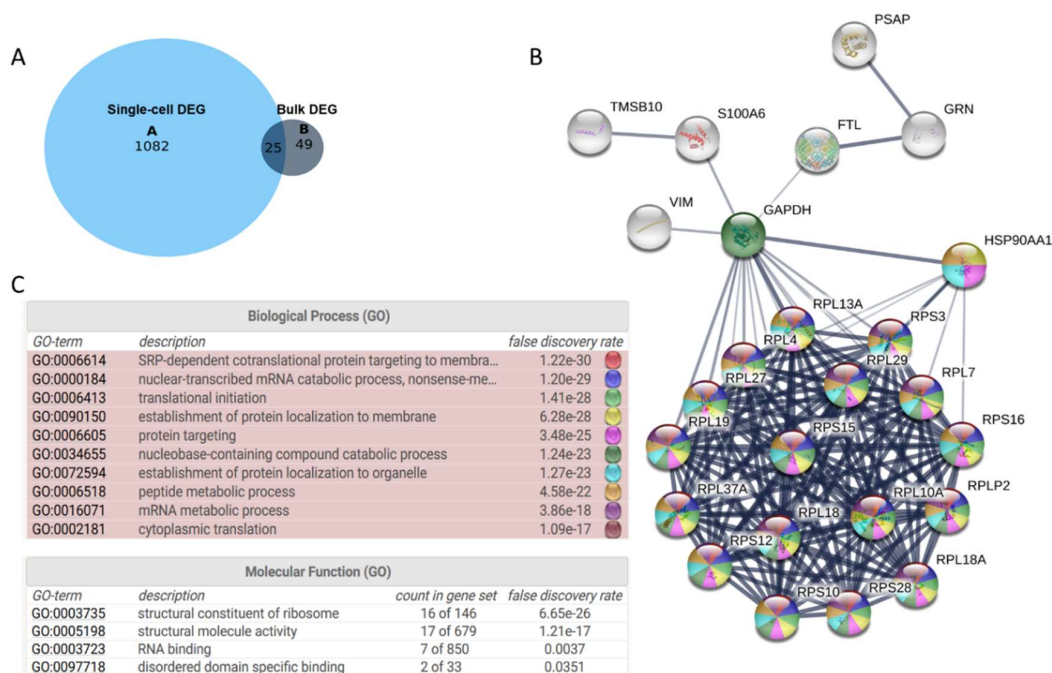 A
Single-cell DEG
A
1082
Bulk DEG
B
25
49
B
PSAP
TMSB10
S100A6
FTL
GRN
VIM
GAPDH
HSP90AA1
RPL13A
RPS3
RPL4
RPL29
RPL27
RPL7
RPL19
RPS15
RPS16
RPL37A
RPL18
RPL10A
RPLP2
RPS12
RPL18A
RPS10
RPS28
C
Biological Process (GO)
GO-term description false discovery rate
GO:0006614 SRP-dependent cotranslational protein targeting to membra... 1.22e-30
GO:0000184 nuclear-transcribed mRNA catabolic process, nonsense-me... 1.20e-29
GO:0006413 translational initiation 1.41e-28
GO:0090150 establishment of protein localization to membrane 6.28e-28
GO:0006605 protein targeting 3.48e-25
GO:0034655 nucleobase-containing compound catabolic process 1.24e-23
GO:0072594 establishment of protein localization to organelle 1.27e-23
GO:0006518 peptide metabolic process 4.58e-22
GO:0016071 mRNA metabolic process 3.86e-18
GO:0002181 cytoplasmic translation 1.09e-17
Molecular Function (GO)
GO-term description count in gene set false discovery rate
GO:0003735 structural constituent of ribosome 16 of 146 6.65e-26
GO:0005198 structural molecule activity 17 of 679 1.21e-17
GO:0003723 RNA binding 7 of 850 0.0037
GO:0097718 disordered domain specific binding 2 of 33 0.0351